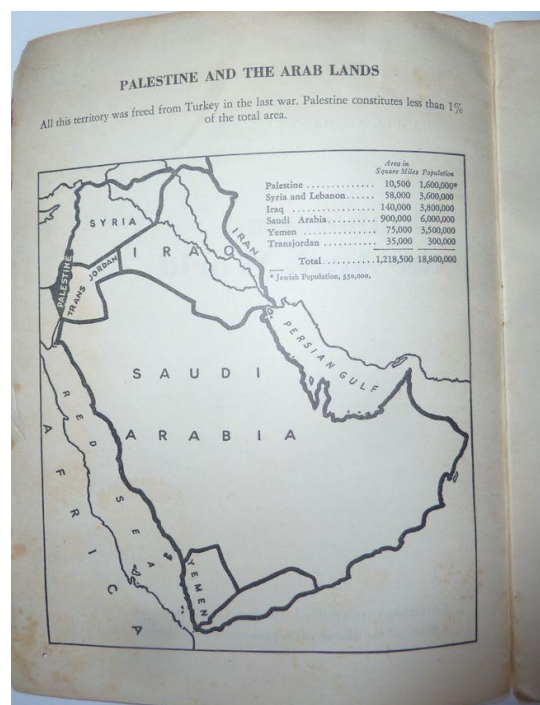 PALESTINE AND THE ARAB LANDS
All this territory was freed from Turkey in the last war. Palestine constitutes less than 1%
of the total area.
Area in
Square Miles Population
Palestine .............. 10,500 1,600,000*
Syria and Lebanon...... 58,000 3,600,000
Iraq ................ 140,000 3,800,000
Saudi Arabia.......... 900,000 6,000,000
Yemen ............... 75,000 3,500,000
Transjordan .......... 35,000 300,000
Total...........1,218,500 18,800,000
* Jewish Population, 550,000.
SYRIA
IRAQ
IRAN
PALESTINE
TRANS JORDAN
PERSIAN GULF
SAUDI
ARABIA
RED SEA
AFRICA
YEMEN